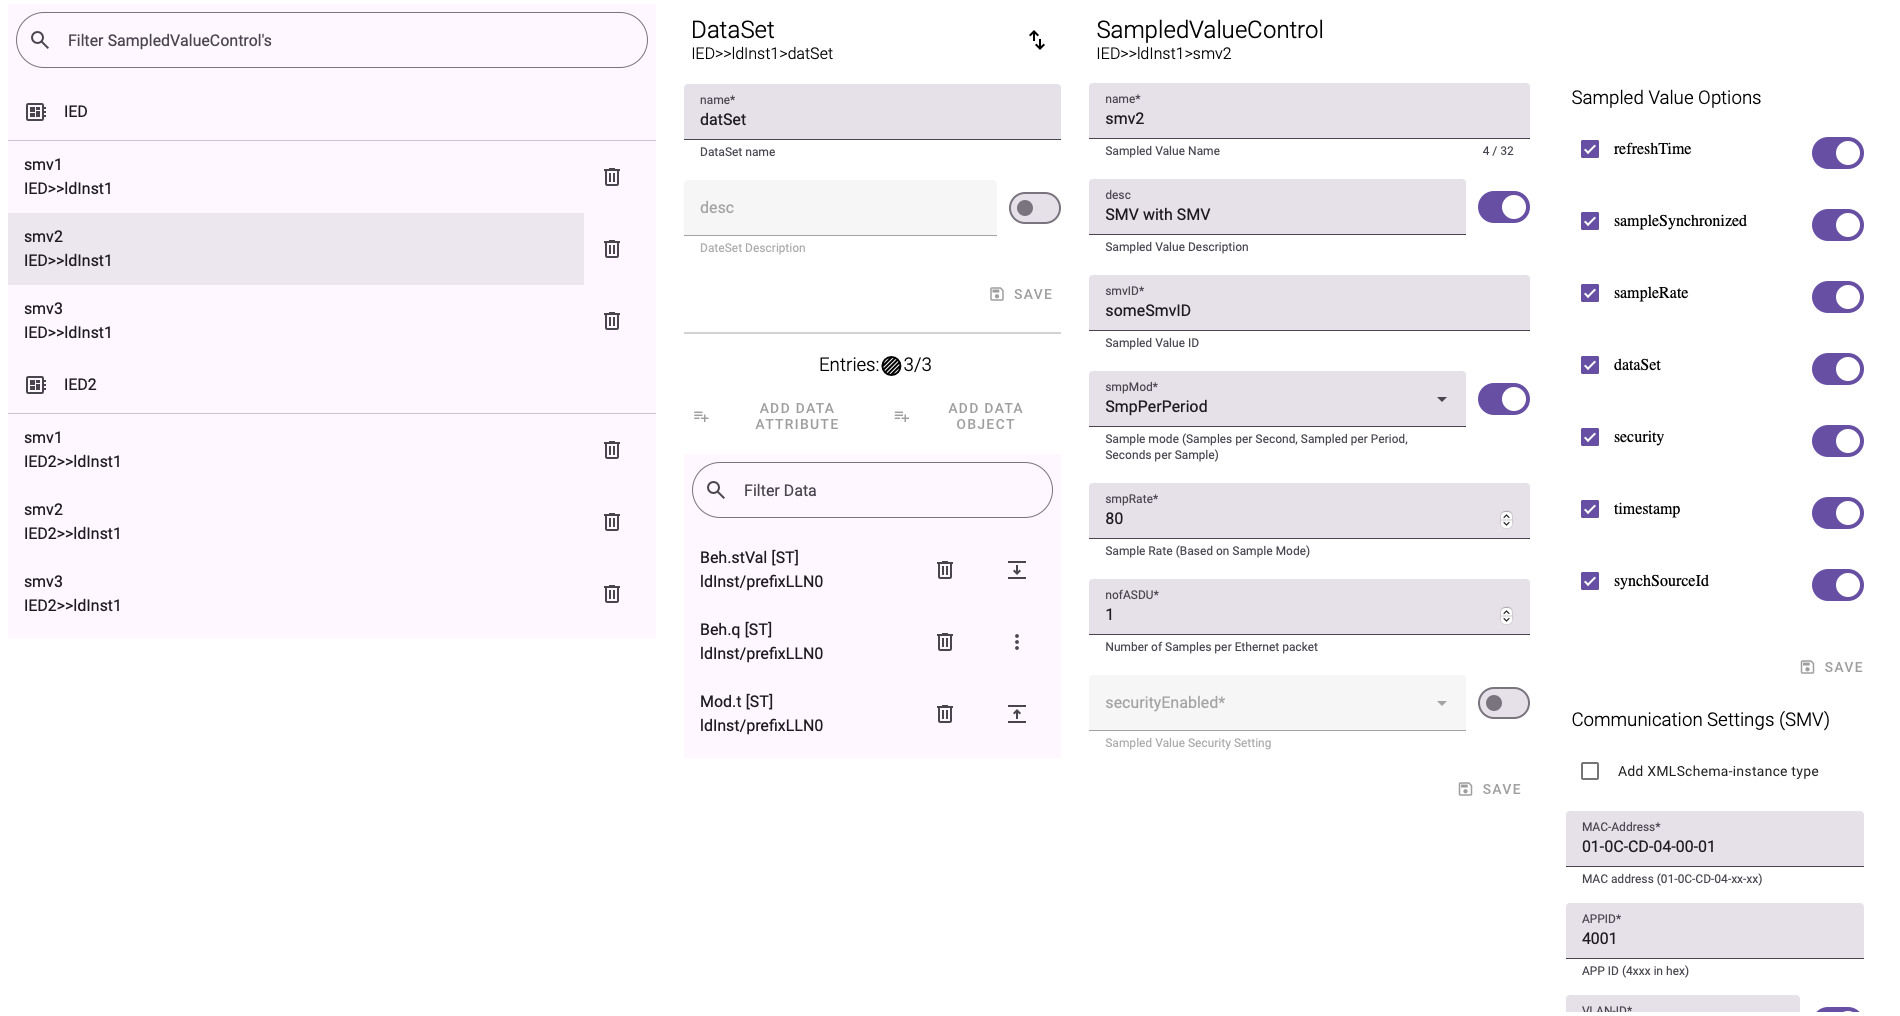 Filter SampledValueControl's
IED
smv1
IED>>ldInst1
smv2
IED>>ldInst1
smv3
IED>>ldInst1
IED2
smv1
IED2>>ldInst1
smv2
IED2>>ldInst1
smv3
IED2>>ldInst1
DataSet
IED>>ldInst1>datSet
name*
datSet
DataSet name
desc
DateSet Description
SAVE
Entries: 3/3
ADD DATA
ATTRIBUTE
ADD DATA
OBJECT
Filter Data
Beh.stVal [ST]
ldInst/prefixLLN0
Beh.q [ST]
ldInst/prefixLLN0
Mod.t [ST]
ldInst/prefixLLN0
SampledValueControl
IED>>ldInst1>smv2
name*
smv2
Sampled Value Name
4 / 32
desc
SMV with SMV
Sampled Value Description
smvID*
someSmvID
Sampled Value ID
smpMod*
SmpPerPeriod
Sample mode (Samples per Second, Sampled per Period,
Seconds per Sample)
smpRate*
80
Sample Rate (Based on Sample Mode)
nofASDU*
1
Number of Samples per Ethernet packet
securityEnabled*
Sampled Value Security Setting
SAVE
Sampled Value Options
refreshTime
sampleSynchronized
sampleRate
dataSet
security
timestamp
synchSourceId
SAVE
Communication Settings (SMV)
Add XMLSchema-instance type
MAC-Address*
01-0C-CD-04-00-01
MAC address (01-0C-CD-04-xx-xx)
APPID*
4001
APP ID (4xxx in hex)
VLAN-ID*